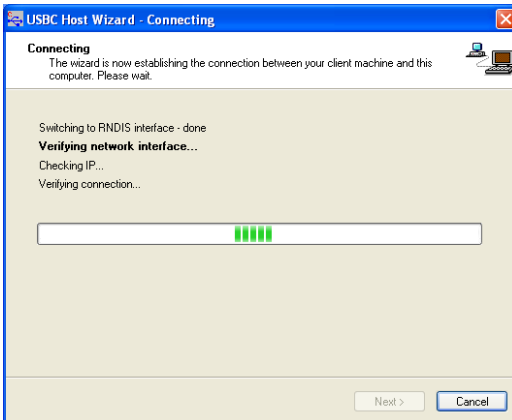 USBC Host Wizard - Connecting
Connecting
The wizard is now establishing the connection between your client machine and this
computer. Please wait.
Switching to RNDIS interface - done
Verifying network interface...
Checking IP...
Verifying connection...
Next >
Cancel